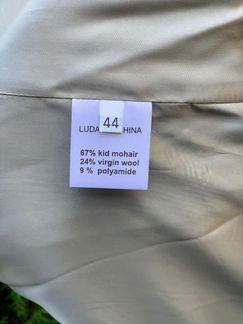 44
LUDA HINA
67% kid mohair
24% virgin wool
9 % polyamide